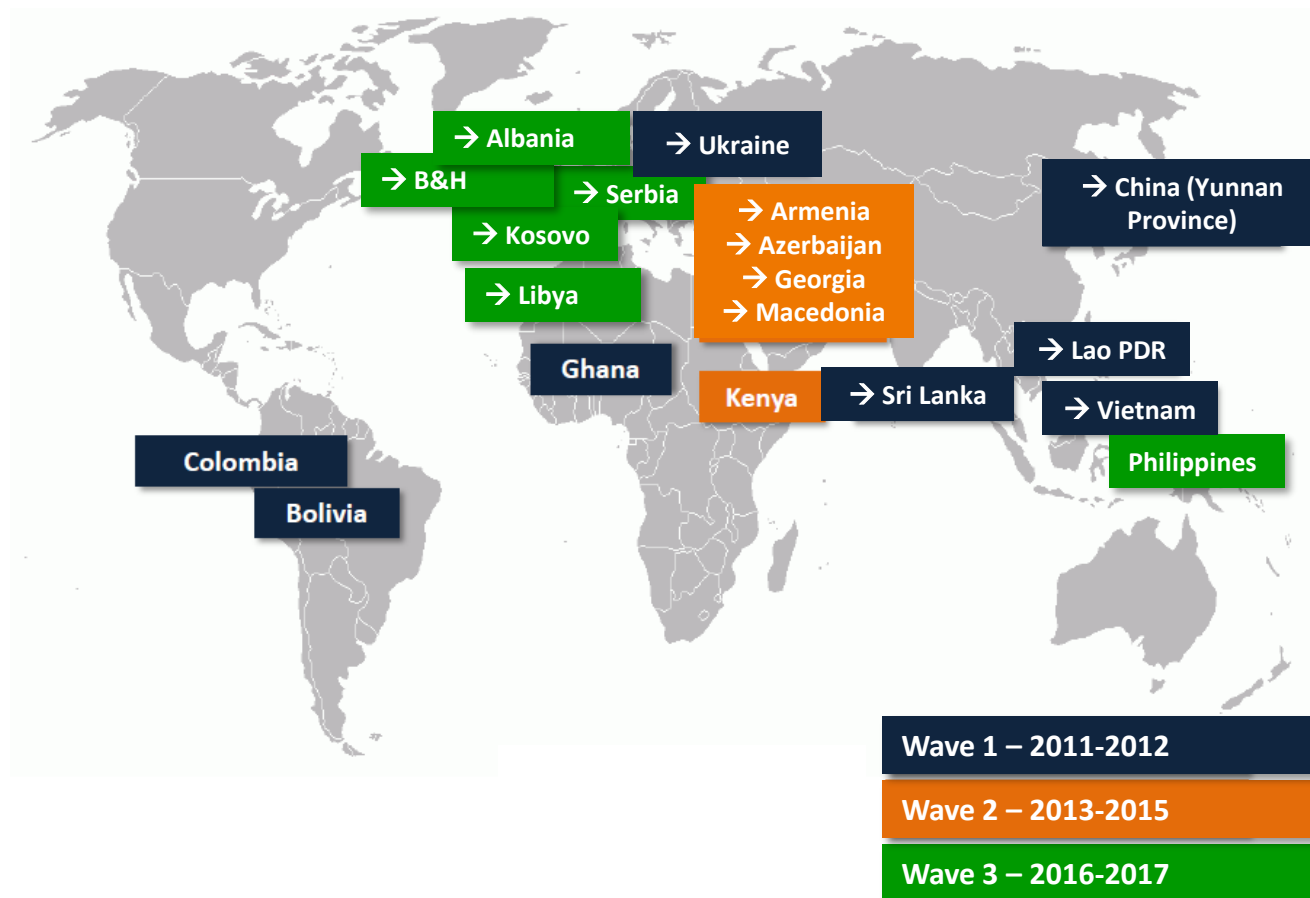 → Albania
→ Ukraine
→ B&H
→ Serbia
→ China (Yunnan
Province)
→ Armenia
→ Azerbaijan
→ Georgia
→ Macedonia
→ Kosovo
→ Libya
Ghana
→ Lao PDR
Kenya
→ Sri Lanka
→ Vietnam
Philippines
Colombia
Bolivia
Wave 1 – 2011-2012
Wave 2 – 2013-2015
Wave 3 – 2016-2017